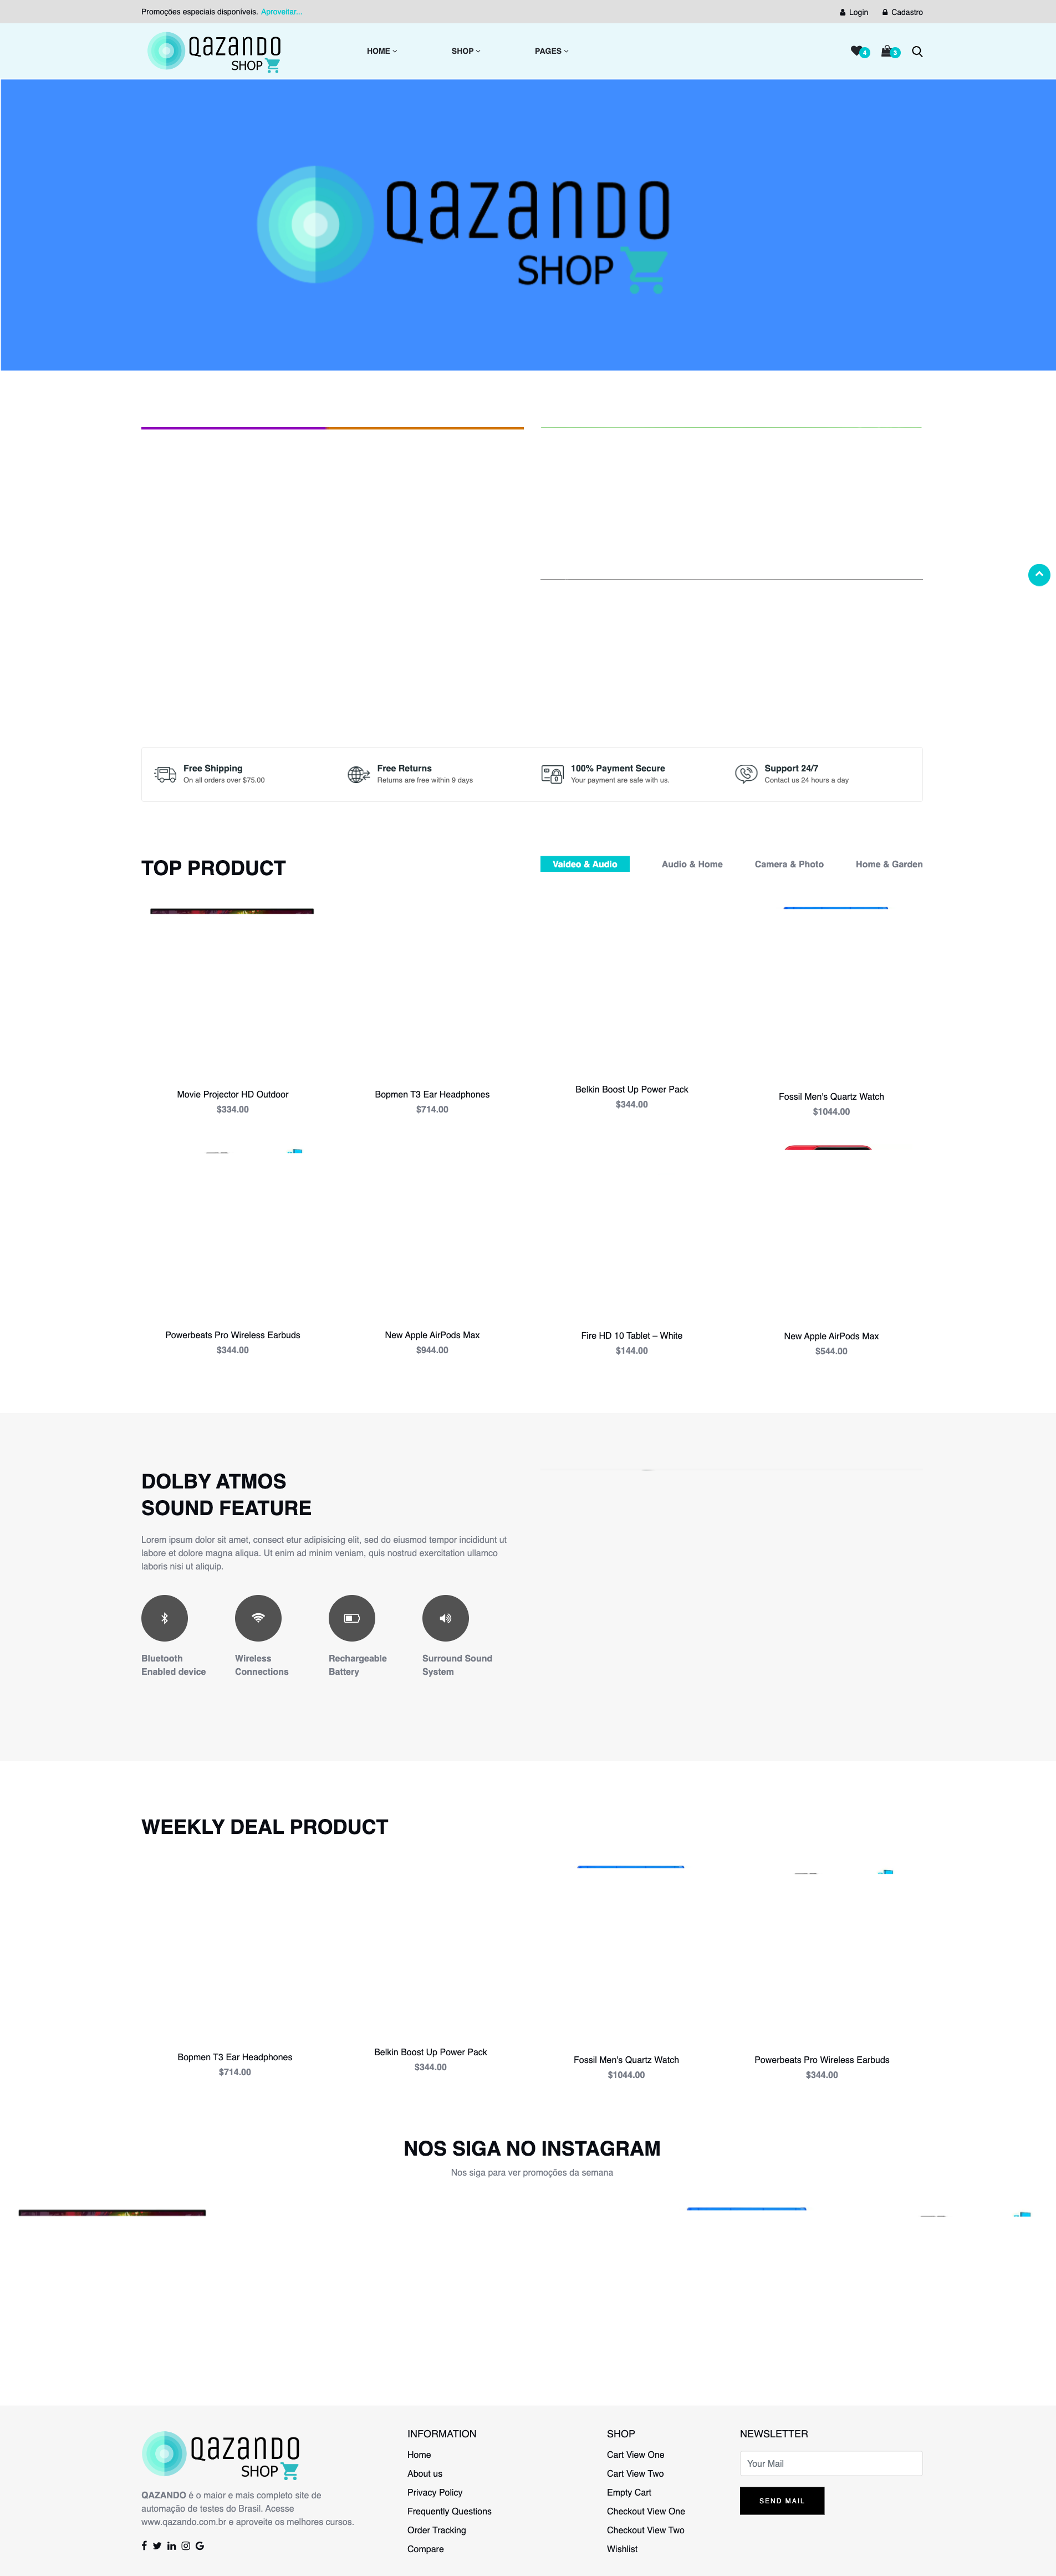 Promoções especiais disponíveis. Aproveitar...
Login
Cadastro
QAZANDO
SHOP
HOME
SHOP
PAGES
4
3
QAZANDO
SHOP
Free Shipping
On all orders over $75.00
Free Returns
Returns are free within 9 days
100% Payment Secure
Your payment are safe with us.
Support 24/7
Contact us 24 hours a day
TOP PRODUCT
Vaideo & Audio
Audio & Home
Camera & Photo
Home & Garden
Movie Projector HD Outdoor
$334.00
Bopmen T3 Ear Headphones
$714.00
Belkin Boost Up Power Pack
$344.00
Fossil Men's Quartz Watch
$1044.00
Powerbeats Pro Wireless Earbuds
$344.00
New Apple AirPods Max
$944.00
Fire HD 10 Tablet – White
$144.00
New Apple AirPods Max
$544.00
DOLBY ATMOS
SOUND FEATURE
Lorem ipsum dolor sit amet, consect etur adipisicing elit, sed do eiusmod tempor incididunt ut
labore et dolore magna aliqua. Ut enim ad minim veniam, quis nostrud exercitation ullamco
laboris nisi ut aliquip.
Bluetooth
Enabled device
Wireless
Connections
Rechargeable
Battery
Surround Sound
System
WEEKLY DEAL PRODUCT
Bopmen T3 Ear Headphones
$714.00
Belkin Boost Up Power Pack
$344.00
Fossil Men's Quartz Watch
$1044.00
Powerbeats Pro Wireless Earbuds
$344.00
NOS SIGA NO INSTAGRAM
Nos siga para ver promoções da semana
QAZANDO
SHOP
QAZANDO é o maior e mais completo site de
automação de testes do Brasil. Acesse
www.qazando.com.br e aproveite os melhores cursos.
INFORMATION
Home
About us
Privacy Policy
Frequently Questions
Order Tracking
Compare
SHOP
Cart View One
Cart View Two
Empty Cart
Checkout View One
Checkout View Two
Wishlist
NEWSLETTER
Your Mail
SEND MAIL